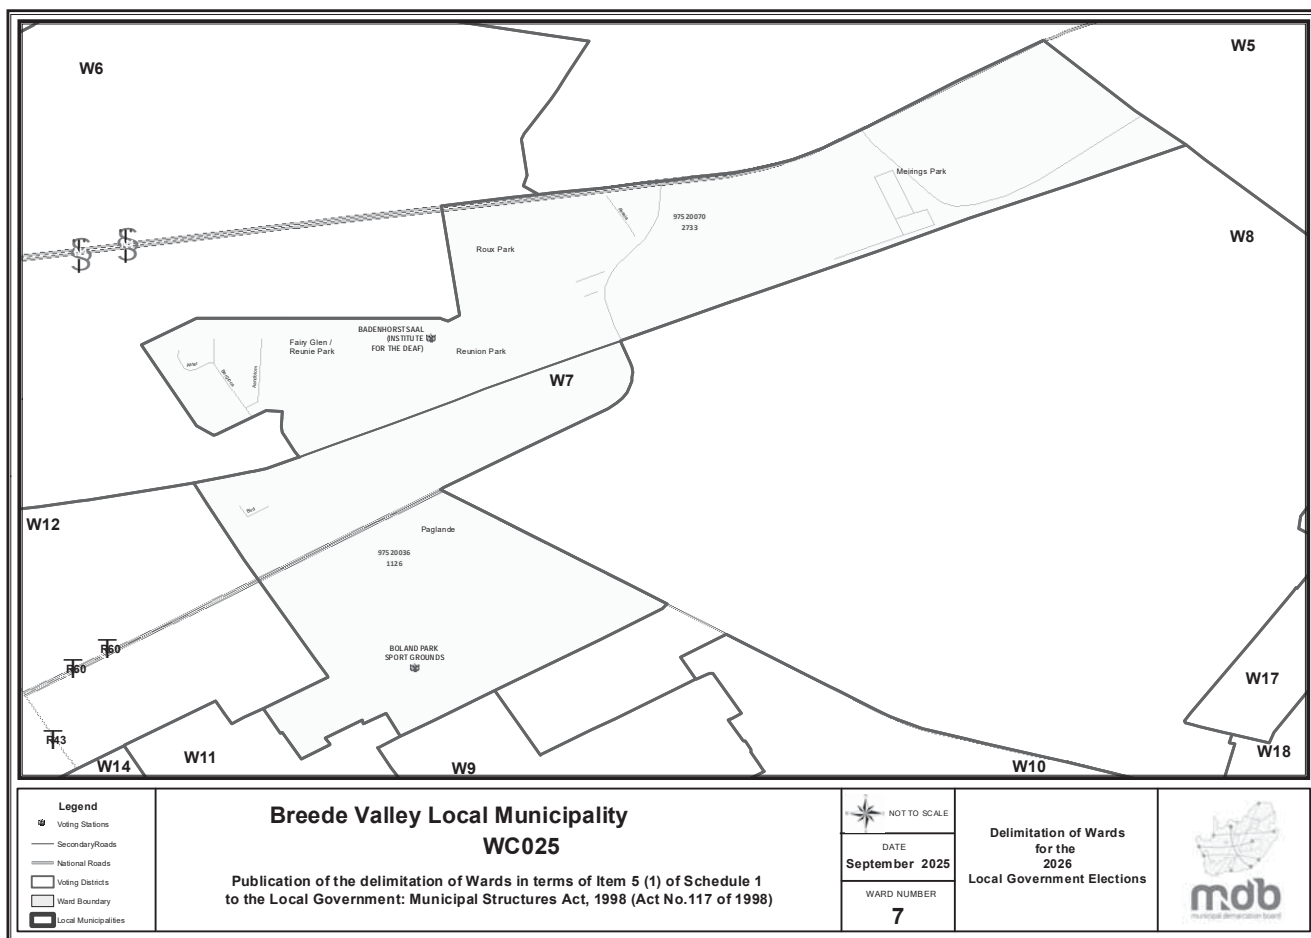 W6
W5
Meirings Park
97520070
2733
W8
Roux Park
BADENHORSTSAAL
(INSTITUTE
FOR THE DEAF)
Fairy Glen /
Reunie Park
Reunion Park
W7
W12
Bird
Paglande
97520036
1126
R60
R60
BOLAND PARK
SPORT GROUNDS
R43
W17
W18
W14
W11
W9
W10
Legend
Voting Stations
SecondaryRoads
National Roads
Voting Districts
Ward Boundary
Local Municipalities
Breede Valley Local Municipality
WC025
Publication of the delimitation of Wards in terms of Item 5 (1) of Schedule 1
to the Local Government: Municipal Structures Act, 1998 (Act No.117 of 1998)
NOT TO SCALE
DATE
September 2025
WARD NUMBER
7
Delimitation of Wards
for the
2026
Local Government Elections
mdb
municipal demarcation board